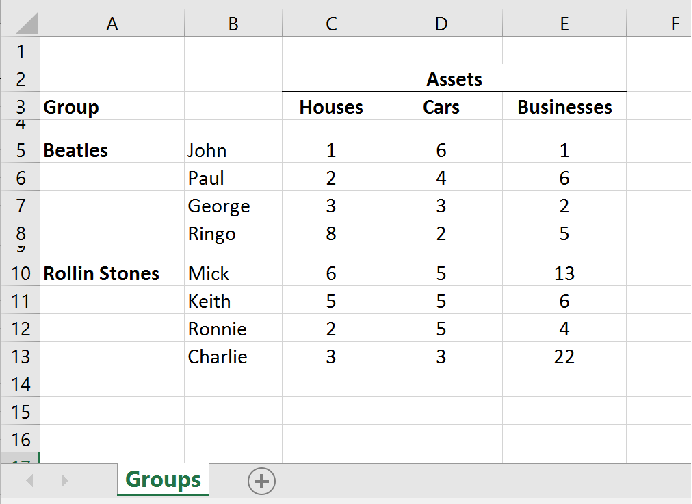 A B C D E F
1
2 Assets
3 Group Houses Cars Businesses
4
5 Beatles John 1 6 1
6 Paul 2 4 6
7 George 3 3 2
8 Ringo 8 2 5
9
10 Rollin Stones Mick 6 5 13
11 Keith 5 5 6
12 Ronnie 2 5 4
13 Charlie 3 3 22
14
15
16
17
Groups